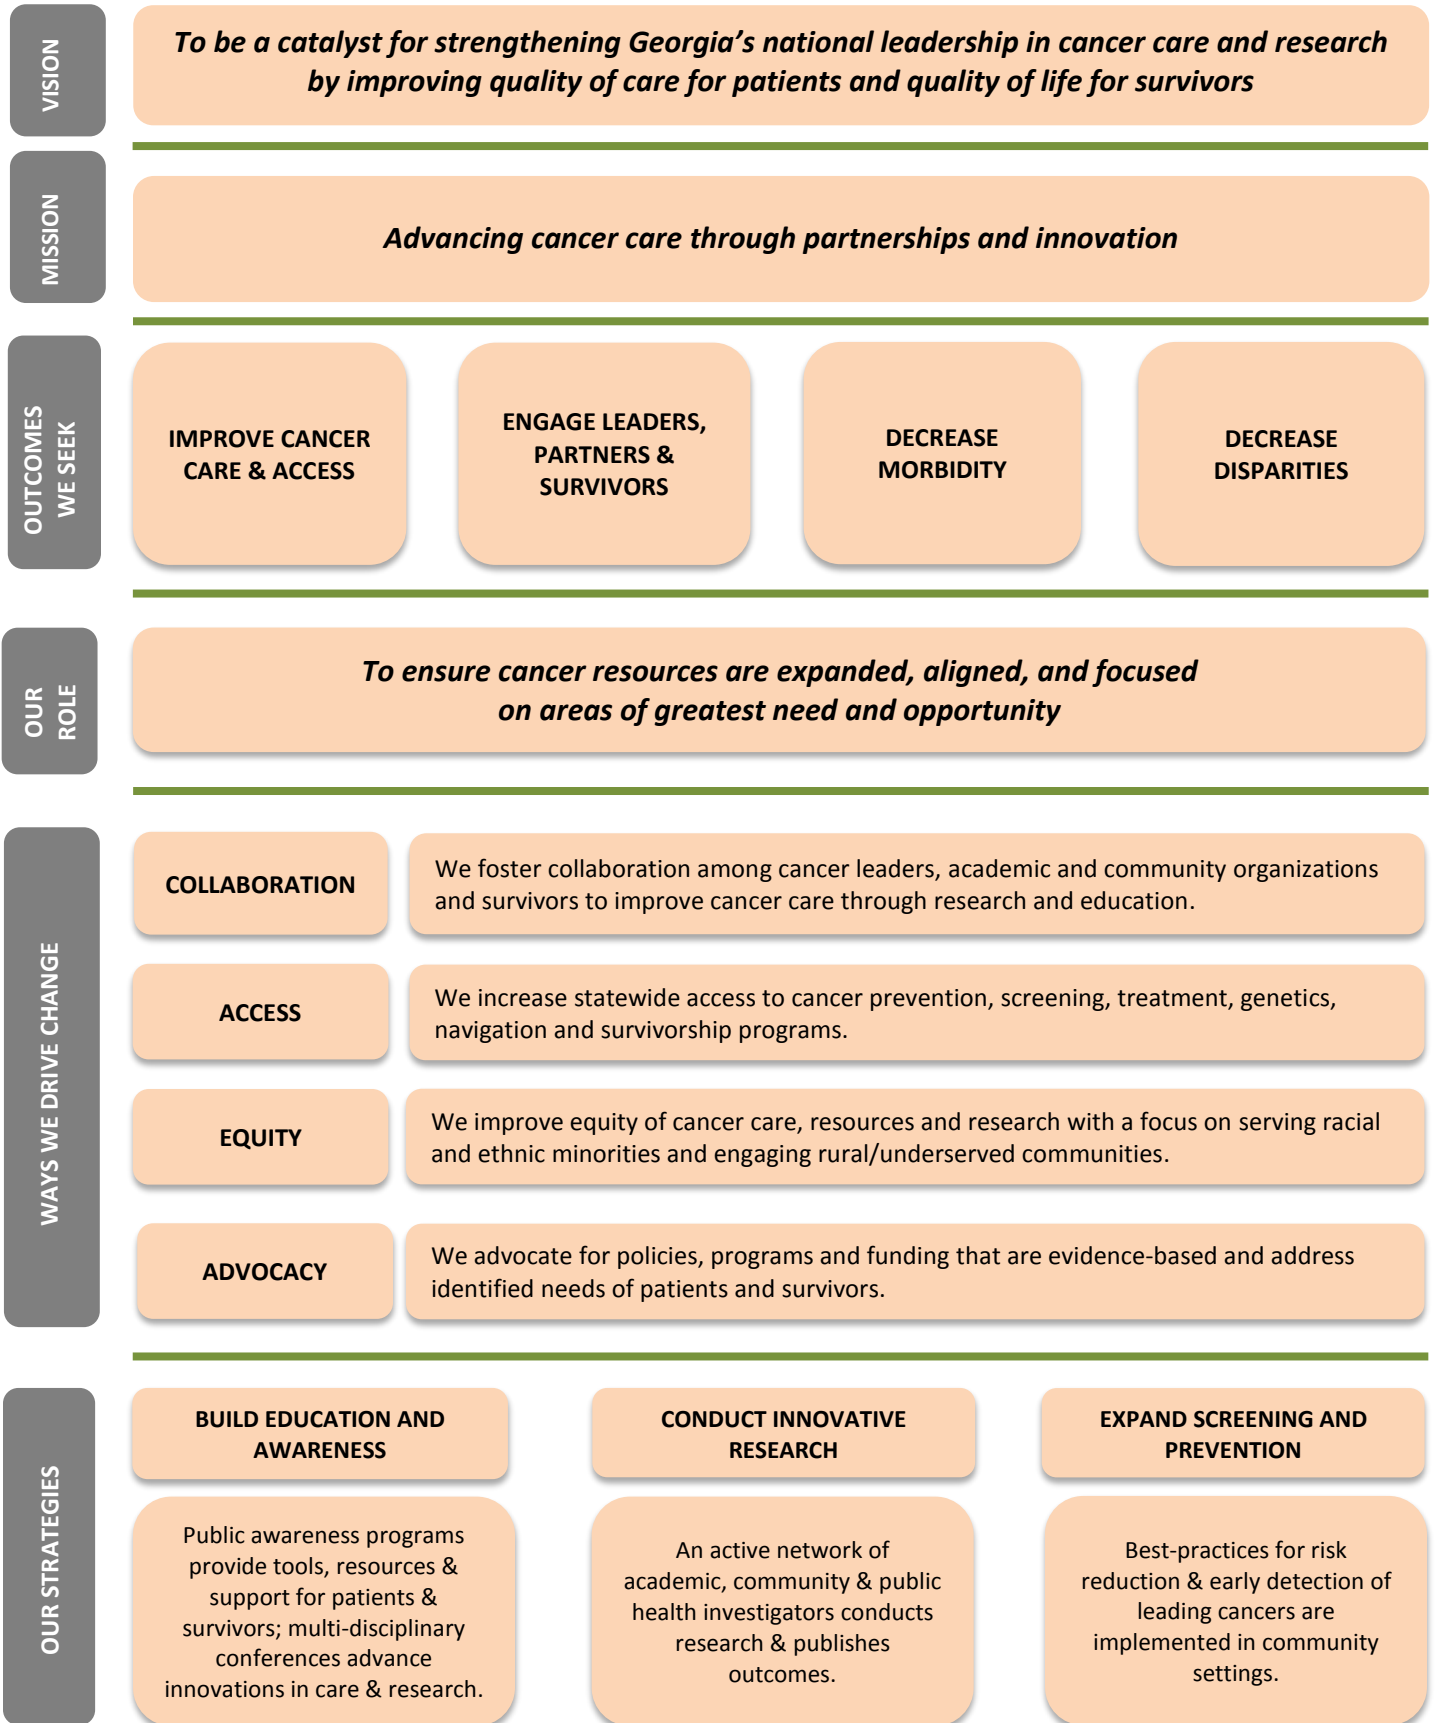 VISION
To be a catalyst for strengthening Georgia's national leadership in cancer care and research
by improving quality of care for patients and quality of life for survivors
MISSION
Advancing cancer care through partnerships and innovation
OUTCOMES
WE SEEK
IMPROVE CANCER
CARE & ACCESS
ENGAGE LEADERS,
PARTNERS &
SURVIVORS
DECREASE
MORBIDITY
DECREASE
DISPARITIES
OUR
ROLE
To ensure cancer resources are expanded, aligned, and focused
on areas of greatest need and opportunity
WAYS WE DRIVE CHANGE
COLLABORATION
We foster collaboration among cancer leaders, academic and community organizations
and survivors to improve cancer care through research and education.
ACCESS
We increase statewide access to cancer prevention, screening, treatment, genetics,
navigation and survivorship programs.
EQUITY
We improve equity of cancer care, resources and research with a focus on serving racial
and ethnic minorities and engaging rural/underserved communities.
ADVOCACY
We advocate for policies, programs and funding that are evidence-based and address
identified needs of patients and survivors.
OUR STRATEGIES
BUILD EDUCATION AND
AWARENESS
Public awareness programs
provide tools, resources &
support for patients &
survivors; multi-disciplinary
conferences advance
innovations in care & research.
CONDUCT INNOVATIVE
RESEARCH
An active network of
academic, community & public
health investigators conducts
research & publishes
outcomes.
EXPAND SCREENING AND
PREVENTION
Best-practices for risk
reduction & early detection of
leading cancers are
implemented in community
settings.